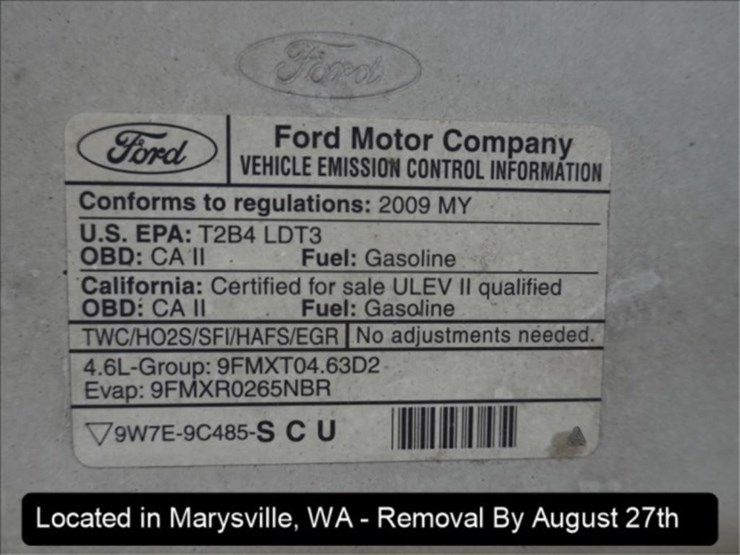 Ford
Ford
Ford Motor Company
VEHICLE EMISSION CONTROL INFORMATION
Conforms to regulations: 2009 MY
U.S. EPA: T2B4 LDT3
OBD: CA II Fuel: Gasoline
California: Certified for sale ULEV II qualified
OBD: CA II Fuel: Gasoline
TWC/HO2S/SFI/HAFS/EGR No adjustments needed.
4.6L-Group: 9FMXT04.63D2
Evap: 9FMXR0265NBR
9W7E-9C485-S C U
Located in Marysville, WA - Removal By August 27th